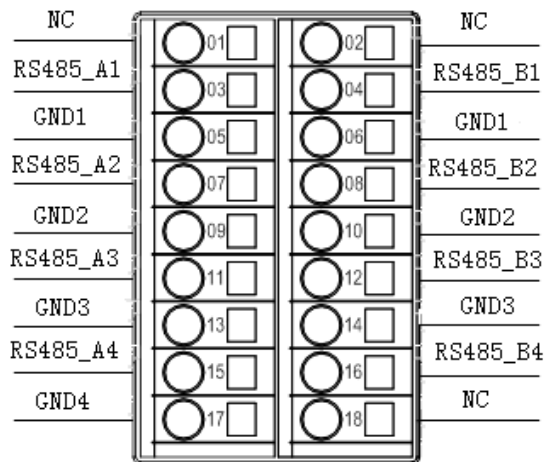 NC 01 02 NC
RS485_A1 03 04 RS485_B1
GND1 05 06 GND1
RS485_A2 07 08 RS485_B2
GND2 09 10 GND2
RS485_A3 11 12 RS485_B3
GND3 13 14 GND3
RS485_A4 15 16 RS485_B4
GND4 17 18 NC